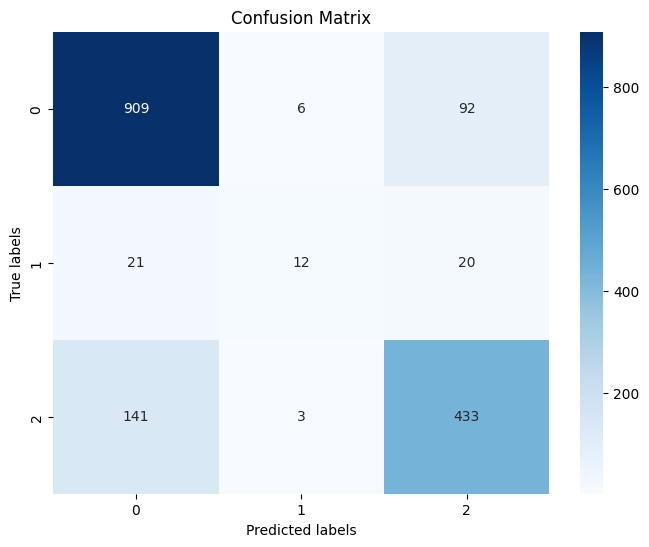 Confusion Matrix
True labels
0 909 6 92
1 21 12 20
2 141 3 433
0 1 2
Predicted labels
800
600
400
200